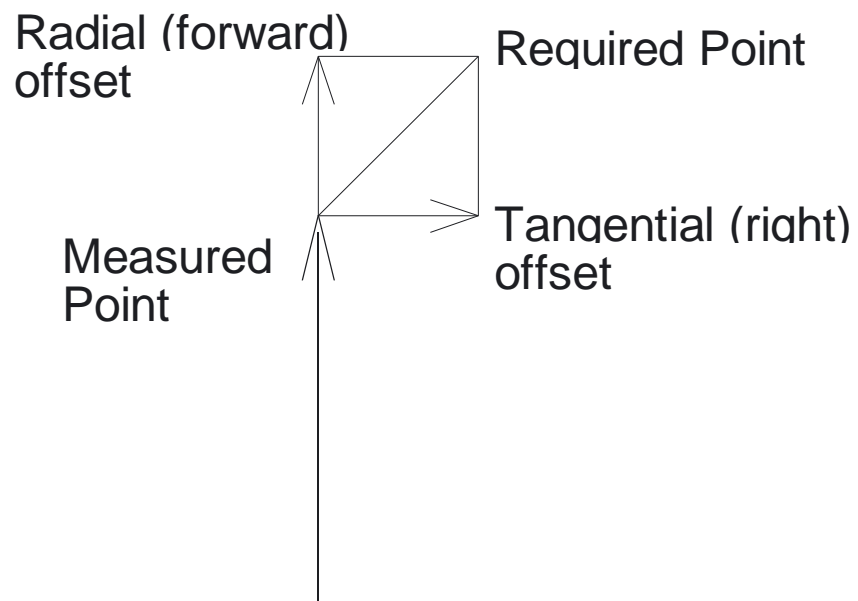 Radial (forward)
offset
Required Point
Tangential (right)
offset
Measured
Point